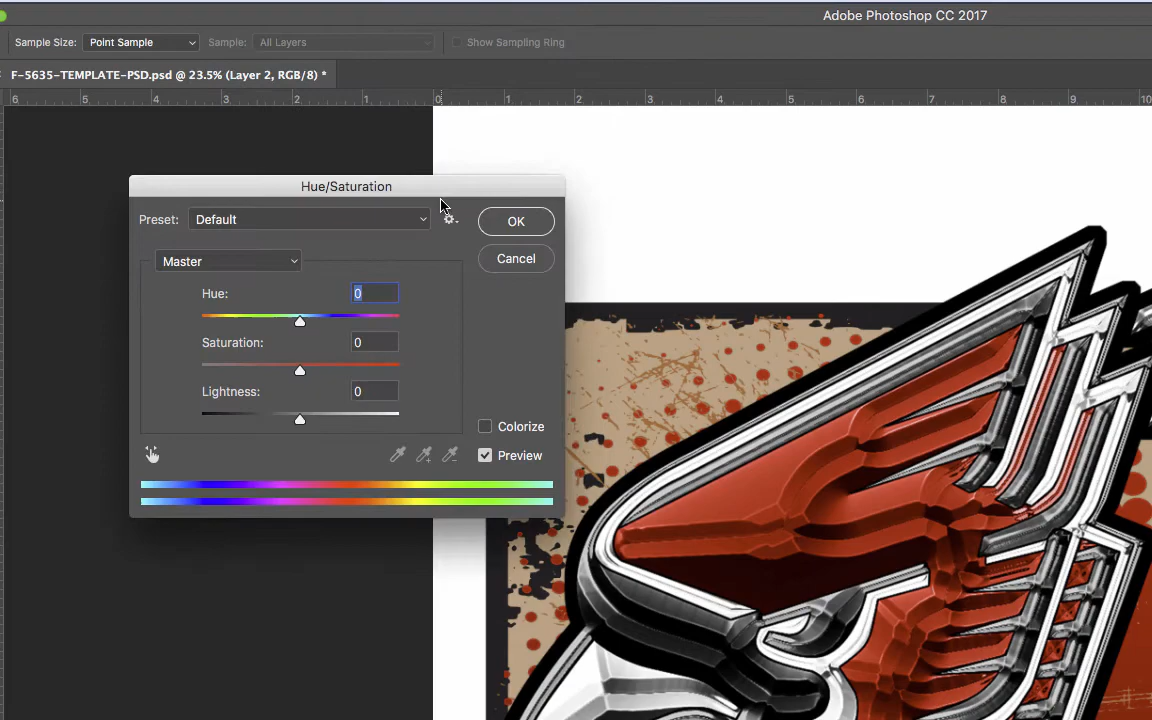 Adobe Photoshop CC 2017
Sample Size: Point Sample Sample: All Layers Show Sampling Ring
F-5635-TEMPLATE-PSD.psd @ 23.5% (Layer 2, RGB/8) *
6 5 4 3 2 1 0 1 2 3 4 5 6 7 8 9 10
Hue/Saturation
Preset: Default
OK
Master
Cancel
Hue: 0
Saturation: 0
Lightness: 0
Colorize
Preview